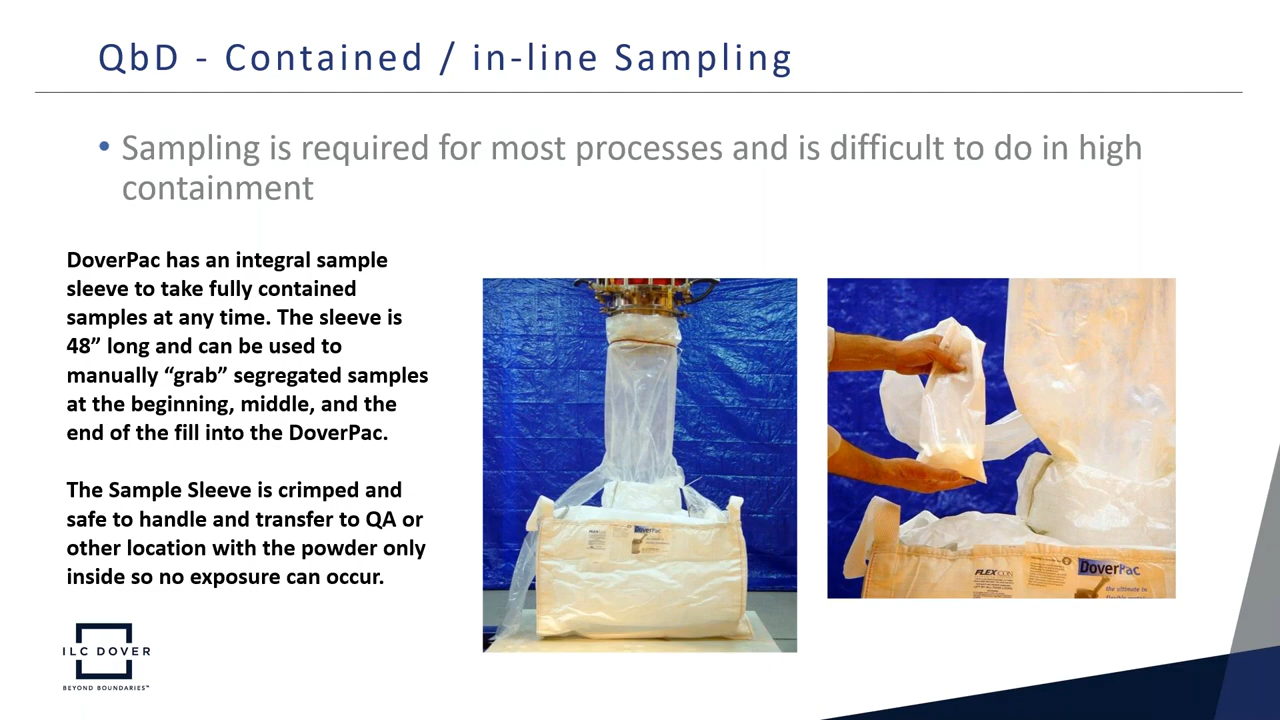 QbD - Contained / in-line Sampling
• Sampling is required for most processes and is difficult to do in high
containment
DoverPac has an integral sample
sleeve to take fully contained
samples at any time. The sleeve is
48” long and can be used to
manually “grab” segregated samples
at the beginning, middle, and the
end of the fill into the DoverPac.
The Sample Sleeve is crimped and
safe to handle and transfer to QA or
other location with the powder only
inside so no exposure can occur.
DoverPac
FLEXICON
DoverPac
the ultimate in
ILC DOVER
BEYOND BOUNDARIES™